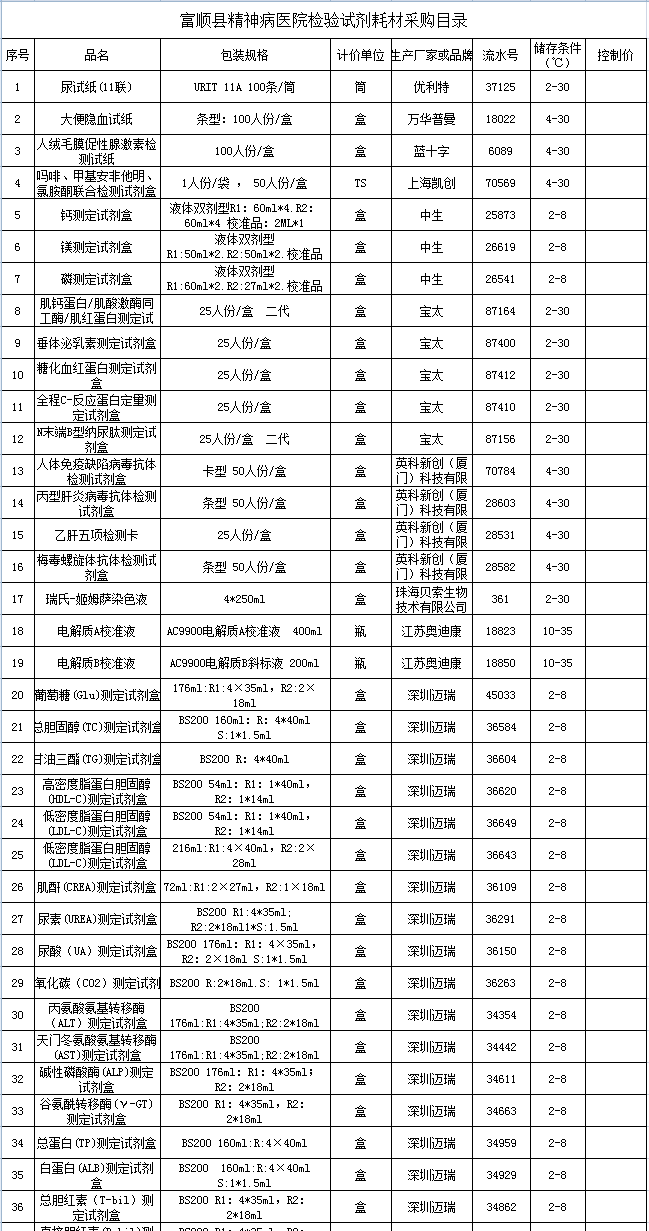 富顺县精神病医院检验试剂耗材采购目录
序号 品名 包装规格 计价单位 生产厂家或品牌 流水号 储存条件（℃） 控制价
1 尿试纸(11联) URIT 11A 100条/筒 筒 优利特 37125 2-30
2 大便隐血试纸 条型：100人份/盒 盒 万华普曼 18022 4-30
3 人绒毛膜促性腺激素检测试纸 100人份/盒 盒 蓝十字 6089 4-30
4 吗啡、甲基安非他明、氯胺酮联合检测试剂盒 1人份/袋 ，50人份/盒 TS 上海凯创 70569 4-30
5 钙测定试剂盒 液体双剂型R1：60ml*4.R2：60ml*4 校准品：2ML*1 盒 中生 25873 2-8
6 镁测定试剂盒 液体双剂型 R1:50ml*2.R2:50ml*2.校准品 盒 中生 26619 2-8
7 磷测定试剂盒 液体双剂型 R1:60ml*2.R2:27ml*2.校准品 盒 中生 26541 2-8
8 肌钙蛋白/肌酸激酶同工酶/肌红蛋白测定试 25人份/盒 二代 盒 宝太 87164 2-30
9 垂体泌乳素测定试剂盒 25人份/盒 盒 宝太 87400 2-30
10 糖化血红蛋白测定试剂盒 25人份/盒 盒 宝太 87412 2-30
11 全程C-反应蛋白定量测定试剂盒 25人份/盒 盒 宝太 87410 2-30
12 N末端B型纳尿肽测定试剂盒 25人份/盒 二代 盒 宝太 87156 2-30
13 人体免疫缺陷病毒抗体检测试剂盒 卡型 50人份/盒 盒 英科新创（厦门）科技有限 70784 4-30
14 丙型肝炎病毒抗体检测试剂盒 条型 50人份/盒 盒 英科新创（厦门）科技有限 28603 4-30
15 乙肝五项检测卡 25人份/盒 盒 英科新创（厦门）科技有限 28531 4-30
16 梅毒螺旋体抗体检测试剂盒 条型 50人份/盒 盒 英科新创（厦门）科技有限 28582 4-30
17 瑞氏-姬姆萨染色液 4*250ml 盒 珠海贝索生物技术有限公司 361 2-30
18 电解质A校准液 AC9900电解质A校准液 400ml 瓶 江苏奥迪康 18823 10-35
19 电解质B校准液 AC9900电解质B斜标液 200ml 瓶 江苏奥迪康 18850 10-35
20 葡萄糖(Glu)测定试剂盒 176ml:R1:4×35ml，R2:2×18ml 盒 深圳迈瑞 45033 2-8
21 总胆固醇(TC)测定试剂盒 BS200 160ml：R：4*40ml S:1*1.5ml 盒 深圳迈瑞 36584 2-8
22 甘油三酯(TG)测定试剂盒 BS200 R：4*40ml 盒 深圳迈瑞 36604 2-8
23 高密度脂蛋白胆固醇(HDL-C)测定试剂盒 BS200 54ml：R1：1*40ml，R2：1*14ml 盒 深圳迈瑞 36620 2-8
24 低密度脂蛋白胆固醇(LDL-C)测定试剂盒 BS200 54ml：R1：1*40ml，R2：1*14ml 盒 深圳迈瑞 36649 2-8
25 低密度脂蛋白胆固醇(LDL-C)测定试剂盒 216ml:R1:4×40ml，R2:2×28ml 盒 深圳迈瑞 36643 2-8
26 肌酐(CREA)测定试剂盒 72ml:R1:2×27ml，R2:1×18ml 盒 深圳迈瑞 36109 2-8
27 尿素(UREA)测定试剂盒 BS200 R1:4*35ml;R2:2*18ml1*S:1.5ml 盒 深圳迈瑞 36291 2-8
28 尿酸（UA）测定试剂盒 BS200 176ml：R1：4×35ml，R2：2×18ml S:1*1.5ml 盒 深圳迈瑞 36150 2-8
29 氧化碳（CO2）测定试剂 BS200 R:2*18ml.S: 1*1.5ml 盒 深圳迈瑞 36263 2-8
30 丙氨酸氨基转移酶（ALT）测定试剂盒 BS200 176ml:R1:4*35ml;R2:2*18ml 盒 深圳迈瑞 34354 2-8
31 天门冬氨酸氨基转移酶(AST)测定试剂盒 BS200 176ml:R1:4*35ml;R2:2*18ml 盒 深圳迈瑞 34442 2-8
32 碱性磷酸酶(ALP)测定试剂盒 BS200 176ml：R1：4*35ml；R2：2*18ml 盒 深圳迈瑞 34611 2-8
33 谷氨酰转移酶(γ-GT)测定试剂盒 BS200 R1：4*35ml，R2：2*18ml 盒 深圳迈瑞 34663 2-8
34 总蛋白(TP)测定试剂盒 BS200 160ml:R:4×40ml 盒 深圳迈瑞 34959 2-8
35 白蛋白(ALB)测定试剂盒 BS200 160ml:R:4×40ml S:1*1.5ml 盒 深圳迈瑞 34929 2-8
36 总胆红素（T-bil）测定试剂盒 BS200 R1：4*35ml，R2：2*18ml 盒 深圳迈瑞 34862 2-8